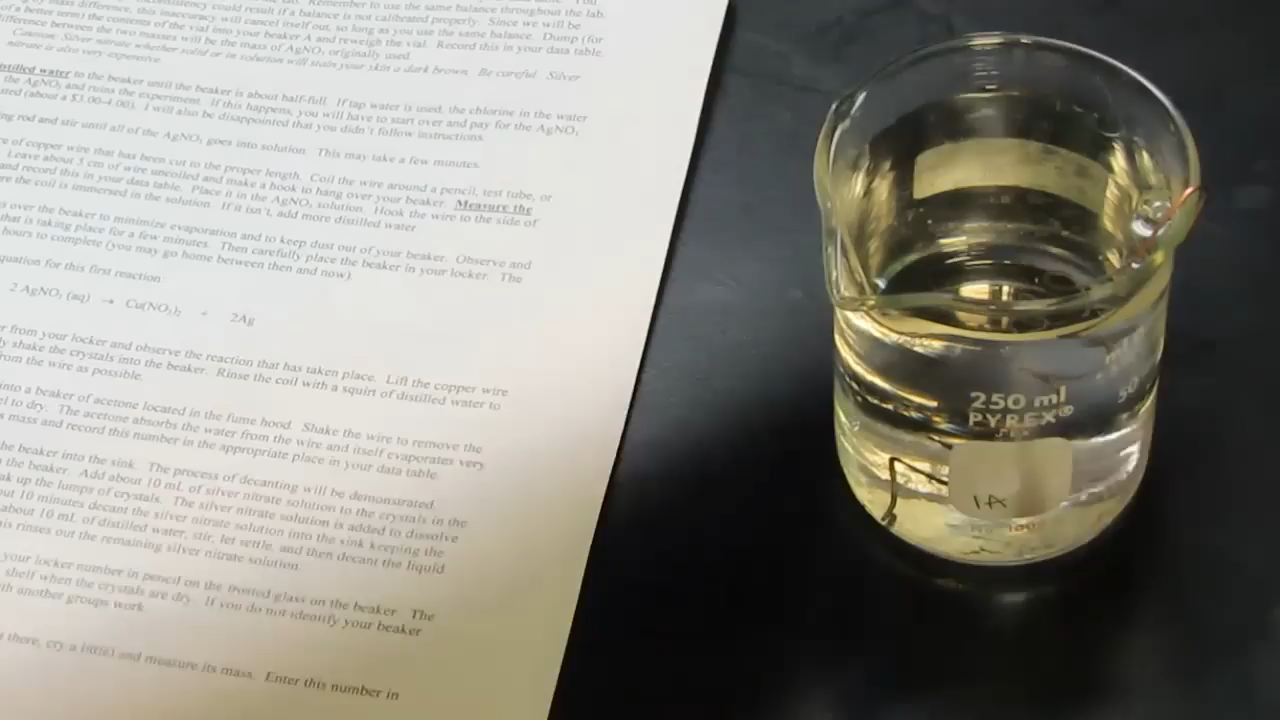 lab. Remember to use the same balance throughout the lab.
by mass difference, this inaccuracy could result if a balance is not calibrated properly. Since we will be
of a better term) contents of the vial into your beaker A and reweigh the vial. Record this in your data table.
difference between the two masses will be the mass of AgNO₃ originally used.
Caution: Silver nitrate whether solid or in solution will stain your skin a dark brown. Be careful. Silver
nitrate is also very expensive.
distilled water to the beaker until the beaker is about half-full. If tap water is used, the chlorine in the water
the AgNO₃ and ruins the experiment. If this happens, you will have to start over and pay for the AgNO₃
(about a $3.00-4.00). I will also be disappointed that you didn't follow instructions.
rod and stir until all of the AgNO₃ goes into solution. This may take a few minutes.
of copper wire that has been cut to the proper length. Coil the wire around a pencil, test tube, or
Leave about 5 cm of wire uncoiled and make a hook to hang over your beaker. Measure the
and record this in your data table. Place it in the AgNO₃ solution. Hook the wire to the side of
the coil is immersed in the solution. If it isn't, add more distilled water
over the beaker to minimize evaporation and to keep dust out of your beaker. Observe and
that is taking place for a few minutes. Then carefully place the beaker in your locker. The
hours to complete (you may go home between then and now).
equation for this first reaction:
2 AgNO₃ (aq) → Cu(NO₃)₂ + 2Ag
from your locker and observe the reaction that has taken place. Lift the copper wire
shake the crystals into the beaker. Rinse the coil with a squirt of distilled water to
from the wire as possible.
into a beaker of acetone located in the fume hood. Shake the wire to remove the
to dry. The acetone absorbs the water from the wire and itself evaporates very
mass and record this number in the appropriate place in your data table.
the beaker into the sink. The process of decanting will be demonstrated.
the beaker. Add about 10 mL of silver nitrate solution to the crystals in the
up the lumps of crystals. The silver nitrate solution is added to dissolve
10 minutes decant the silver nitrate solution into the sink keeping the
about 10 mL of distilled water, stir, let settle, and then decant the liquid
rinses out the remaining silver nitrate solution.
your locker number in pencil on the frosted glass on the beaker. The
shelf when the crystals are dry. If you do not identify your beaker
another groups work.
there, cry a little) and measure its mass. Enter this number in
250 ml
PYREX®
50
1A